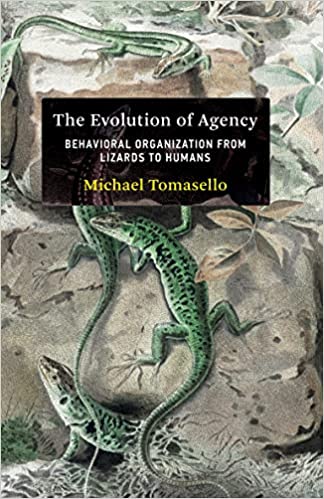 The Evolution of Agency
BEHAVIORAL ORGANIZATION FROM
LIZARDS TO HUMANS
Michael Tomasello